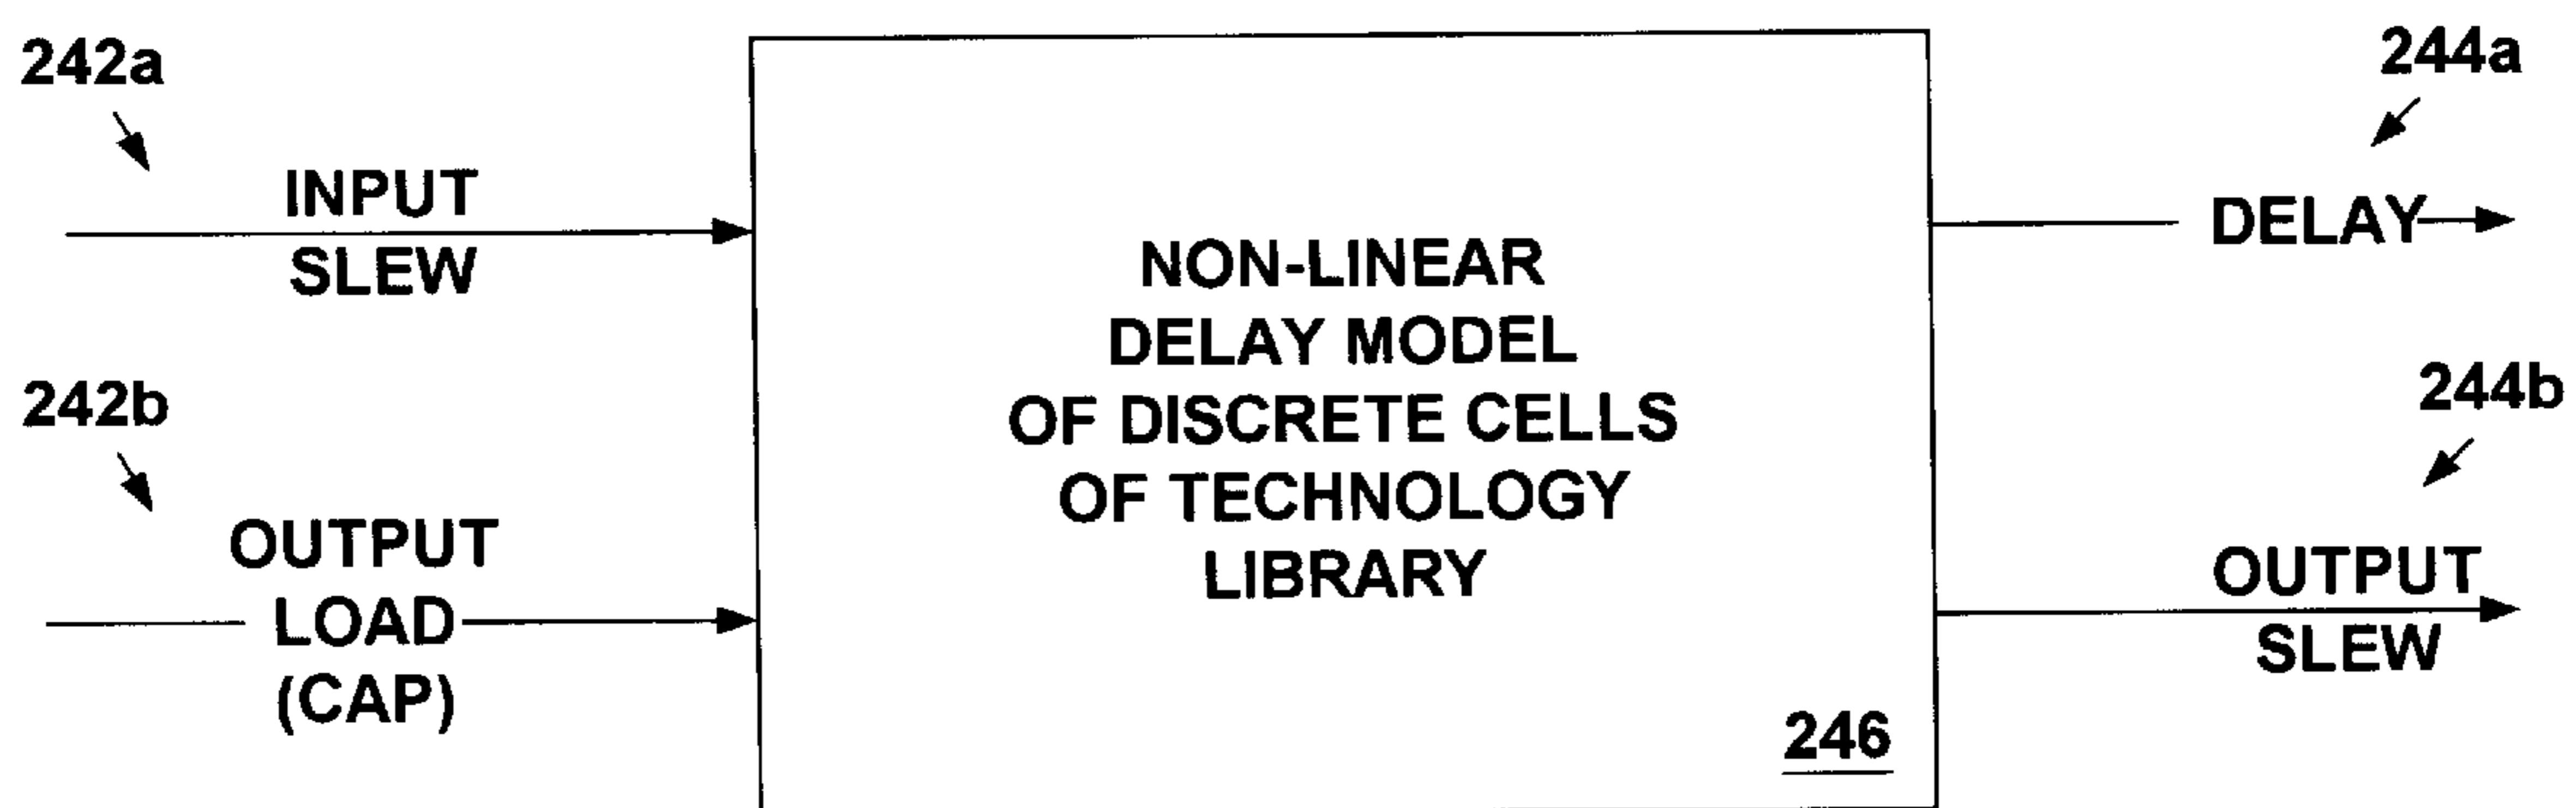 242a
INPUT
SLEW
242b
OUTPUT
LOAD
(CAP)
NON-LINEAR
DELAY MODEL
OF DISCRETE CELLS
OF TECHNOLOGY
LIBRARY
246
244a
DELAY
244b
OUTPUT
SLEW